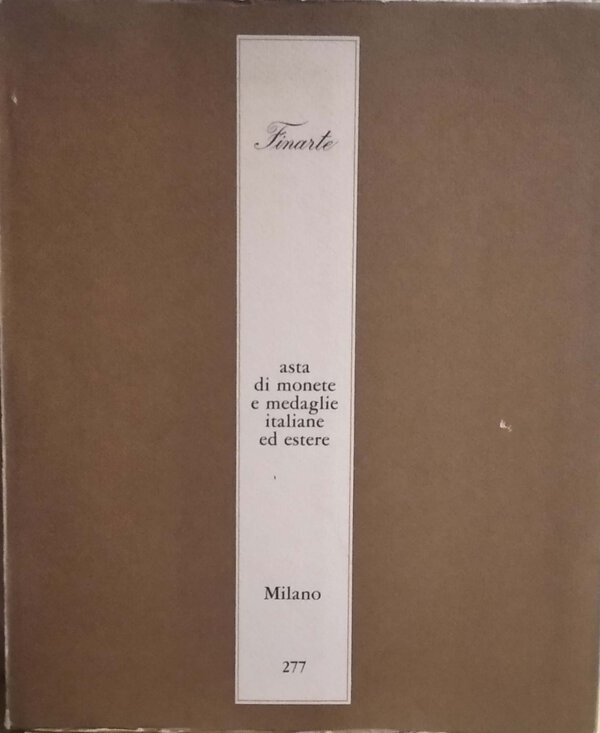 Finarte
asta
di monete
e medaglie
italiane
ed estere
Milano
277